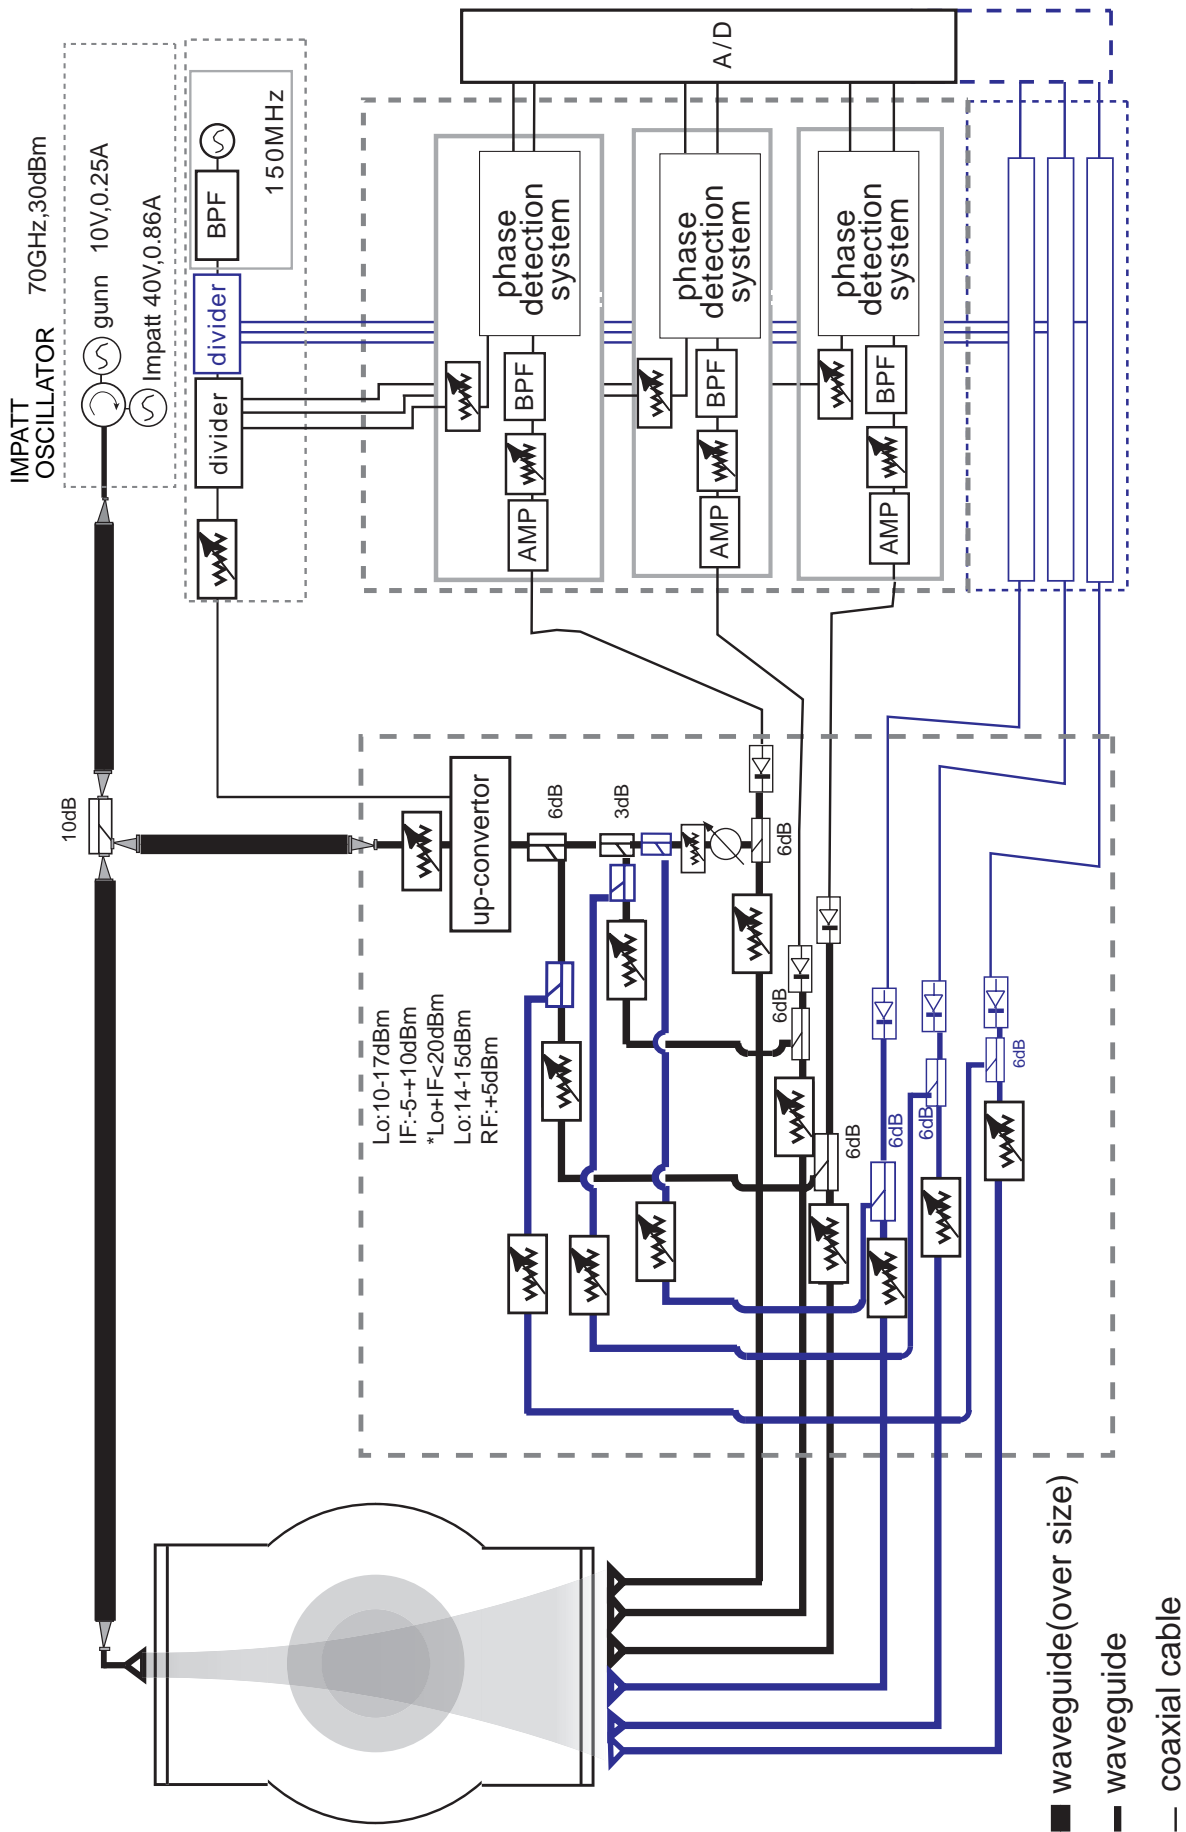 IMPATT
OSCILLATOR
70GHz,30dBm
gunn 10V,0.25A
Impatt 40V,0.86A
BPF
150MHz
divider
divider
10dB
A/D
phase
detection
system
BPF
AMP
phase
detection
system
BPF
AMP
phase
detection
system
BPF
AMP
up-convertor
6dB
3dB
6dB
6dB
6dB
6dB
6dB
6dB
Lo:10-17dBm
IF:-5-+10dBm
*Lo+IF<20dBm
Lo:14-15dBm
RF:+5dBm
waveguide(over size)
waveguide
coaxial cable